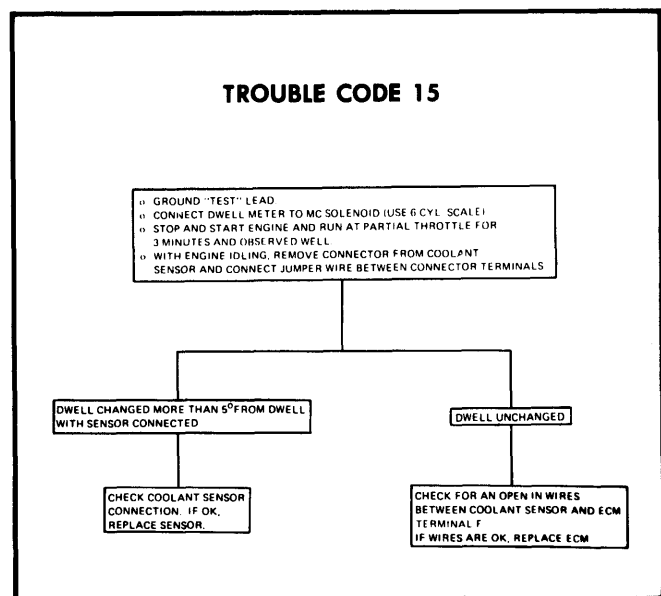 TROUBLE CODE 15
o GROUND "TEST" LEAD
o CONNECT DWELL METER TO MC SOLENOID (USE 6 CYL. SCALE)
o STOP AND START ENGINE AND RUN AT PARTIAL THROTTLE FOR
3 MINUTES AND OBSERVED WELL
o WITH ENGINE IDLING, REMOVE CONNECTOR FROM COOLANT
SENSOR AND CONNECT JUMPER WIRE BETWEEN CONNECTOR TERMINALS
DWELL CHANGED MORE THAN 5° FROM DWELL
WITH SENSOR CONNECTED
DWELL UNCHANGED
CHECK COOLANT SENSOR
CONNECTION. IF OK,
REPLACE SENSOR.
CHECK FOR AN OPEN IN WIRES
BETWEEN COOLANT SENSOR AND ECM
TERMINAL F
IF WIRES ARE OK, REPLACE ECM